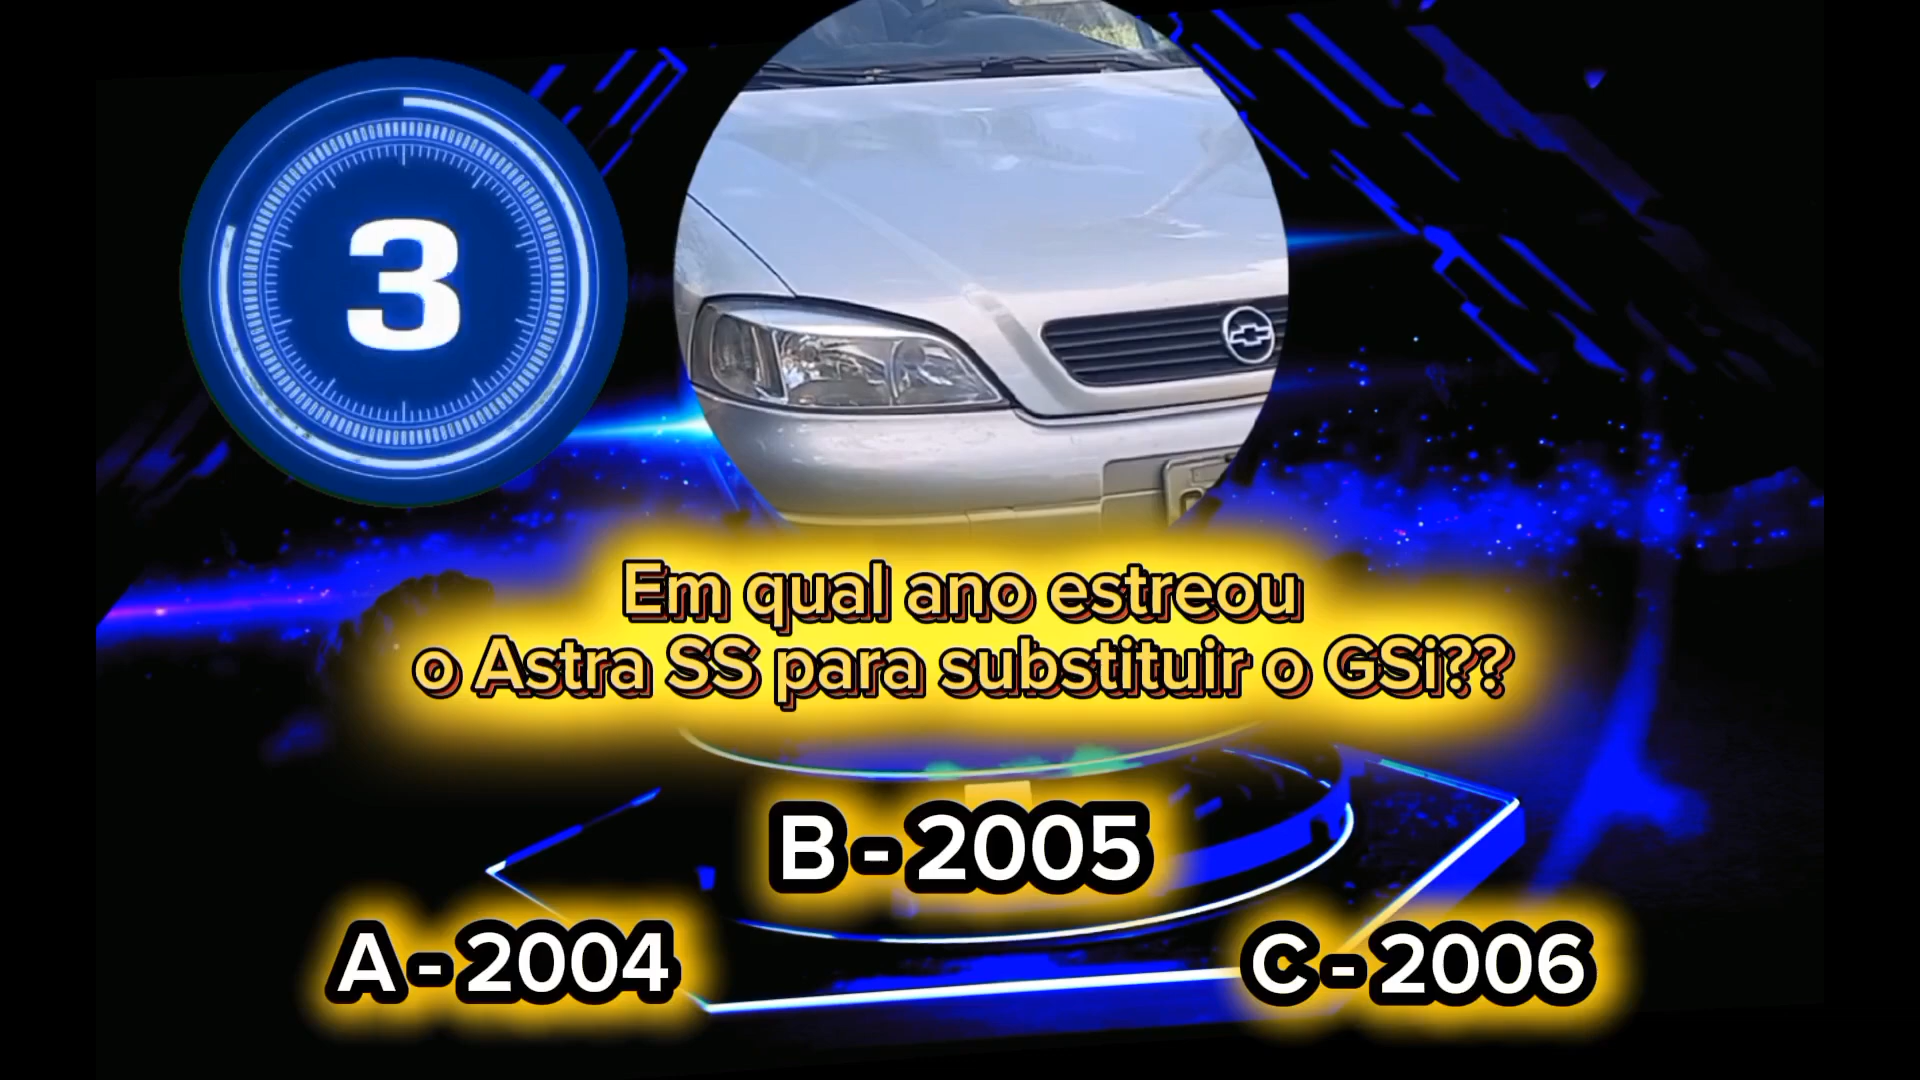 3
Em qual ano estreou
o Astra SS para substituir o GSi??
B - 2005
A - 2004
C - 2006